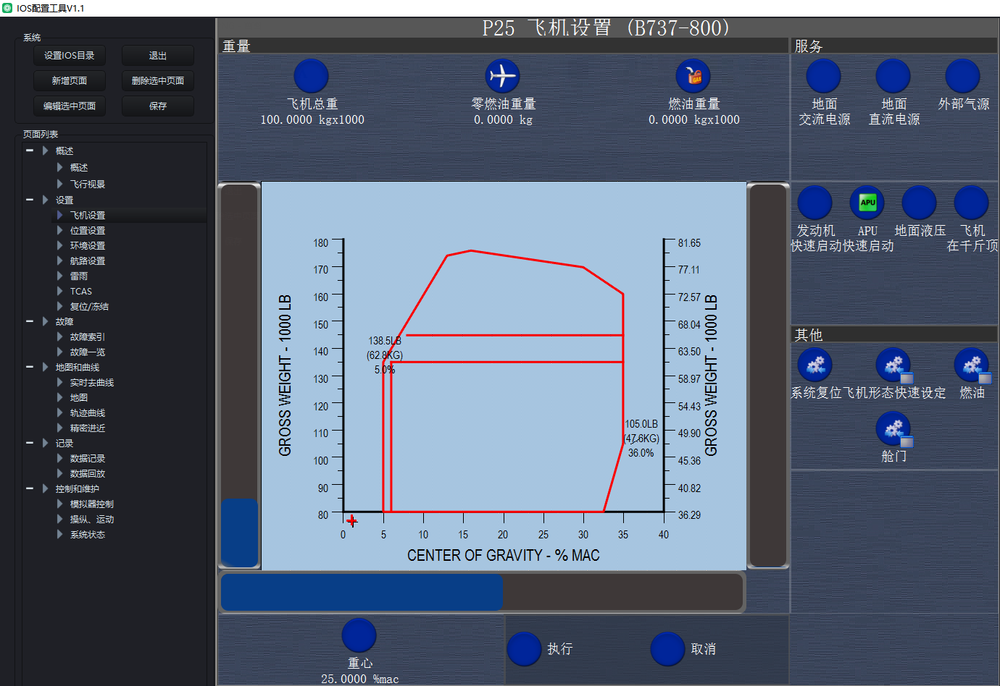 IOS配置工具V1.1
系统
设置IOS目录
退出
新增页面
删除选中页面
编辑选中页面
保存
页面列表
概述
概述
飞行视景
设置
飞机设置
位置设置
环境设置
航路设置
雷雨
TCAS
复位/冻结
故障
故障索引
故障一览
地图和曲线
实时去曲线
地图
轨迹曲线
精密进近
记录
数据记录
数据回放
控制和维护
模拟器控制
操纵、运动
系统状态
P25 飞机设置 (B737-800)
重量
飞机总重
100.0000 kgx1000
零燃油重量
0.0000 kg
GAS
燃油重量
0.0000 kgx1000
180
170
160
150
140
130
120
110
100
90
80
GROSS WEIGHT - 1000 LB
138.5LB
(62.8KG)
5.0%
105.0LB
(47.6KG)
36.0%
81.65
77.11
72.57
68.04
63.50
58.97
54.43
49.90
45.36
40.82
36.29
GROSS WEIGHT - 1000 LB
0 5 10 15 20 25 30 35 40
CENTER OF GRAVITY - % MAC
重心
25.0000 %mac
执行
取消
服务
地面
交流电源
地面
直流电源
外部气源
发动机
快速启动
APU
APU
快速启动
地面液压
飞机
在千斤顶
其他
系统复位
飞机形态快速设定
燃油
舱门